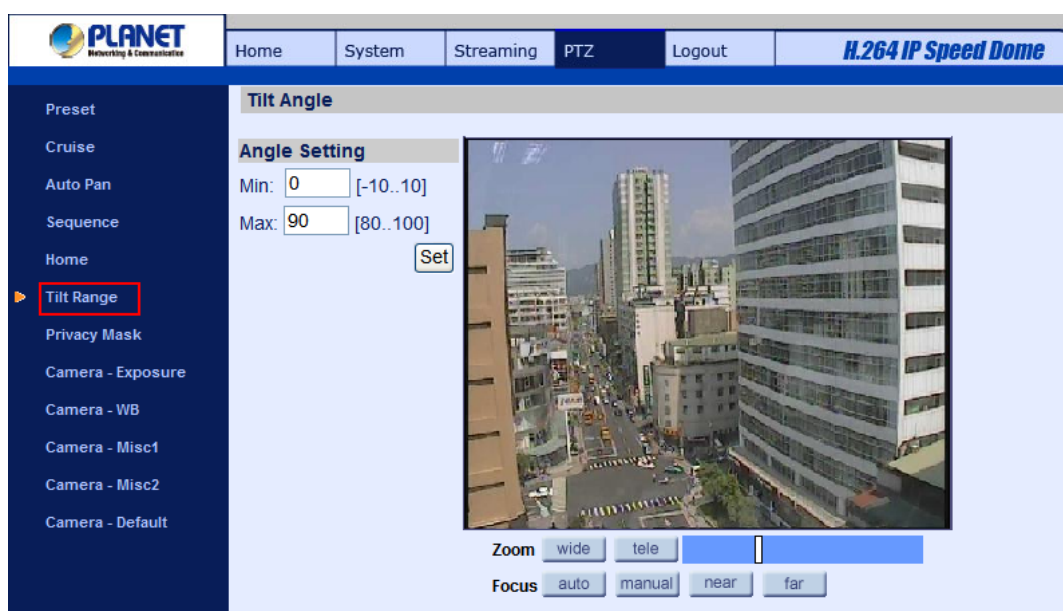 PLANET
Networking & Communication
Home System Streaming PTZ Logout H.264 IP Speed Dome
Preset
Cruise
Auto Pan
Sequence
Home
Tilt Range
Privacy Mask
Camera - Exposure
Camera - WB
Camera - Misc1
Camera - Misc2
Camera - Default
Tilt Angle
Angle Setting
Min: 0 [-10..10]
Max: 90 [80..100]
Set
Zoom wide tele
Focus auto manual near far